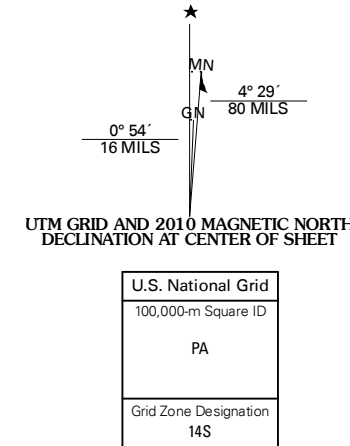 ★
MN
4° 29´
80 MILS
GN
0° 54´
16 MILS
UTM GRID AND 2010 MAGNETIC NORTH
DECLINATION AT CENTER OF SHEET
U.S. National Grid
100,000-m Square ID
PA
Grid Zone Designation
14S